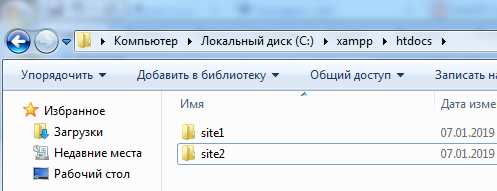 Компьютер ▸ Локальный диск (C:) ▸ xampp ▸ htdocs ▸
Упорядочить Добавить в библиотеку Общий доступ Записать на
Имя Дата изме
Избранное
Загрузки
Недавние места
Рабочий стол
site1 07.01.2019
site2 07.01.2019